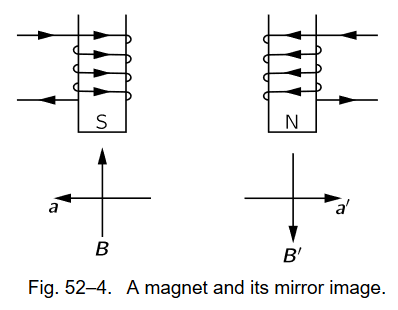 S N
a a′
B B′
Fig. 52–4. A magnet and its mirror image.